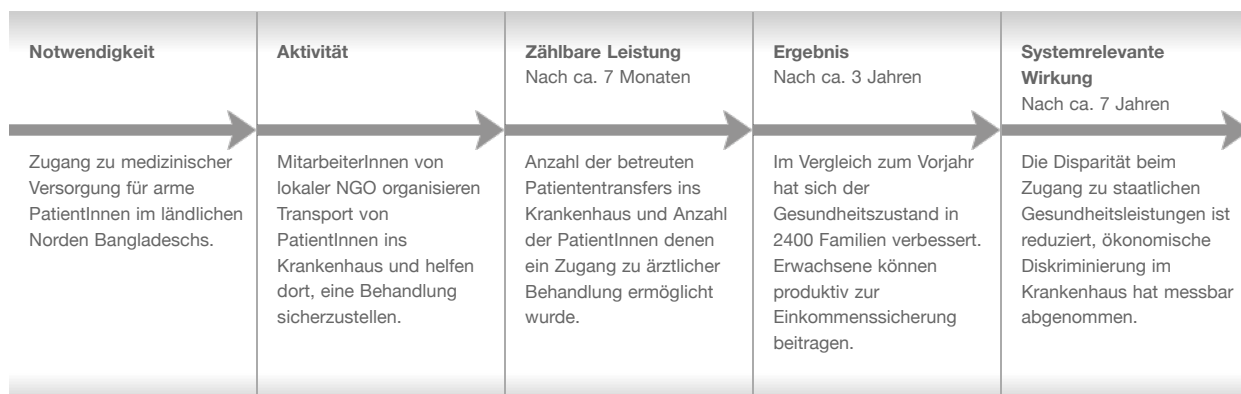 Notwendigkeit
Zugang zu medizinischer
Versorgung für arme
PatientInnen im ländlichen
Norden Bangladeschs.
Aktivität
MitarbeiterInnen von
lokaler NGO organisieren
Transport von
PatientInnen ins
Krankenhaus und helfen
dort, eine Behandlung
sicherzustellen.
Zählbare Leistung
Nach ca. 7 Monaten
Anzahl der betreuten
Patiententransfers ins
Krankenhaus und Anzahl
der PatientInnen denen
ein Zugang zu ärztlicher
Behandlung ermöglicht
wurde.
Ergebnis
Nach ca. 3 Jahren
Im Vergleich zum Vorjahr
hat sich der
Gesundheitszustand in
2400 Familien verbessert.
Erwachsene können
produktiv zur
Einkommenssicherung
beitragen.
Systemrelevante
Wirkung
Nach ca. 7 Jahren
Die Disparität beim
Zugang zu staatlichen
Gesundheitsleistungen ist
reduziert, ökonomische
Diskriminierung im
Krankenhaus hat messbar
abgenommen.